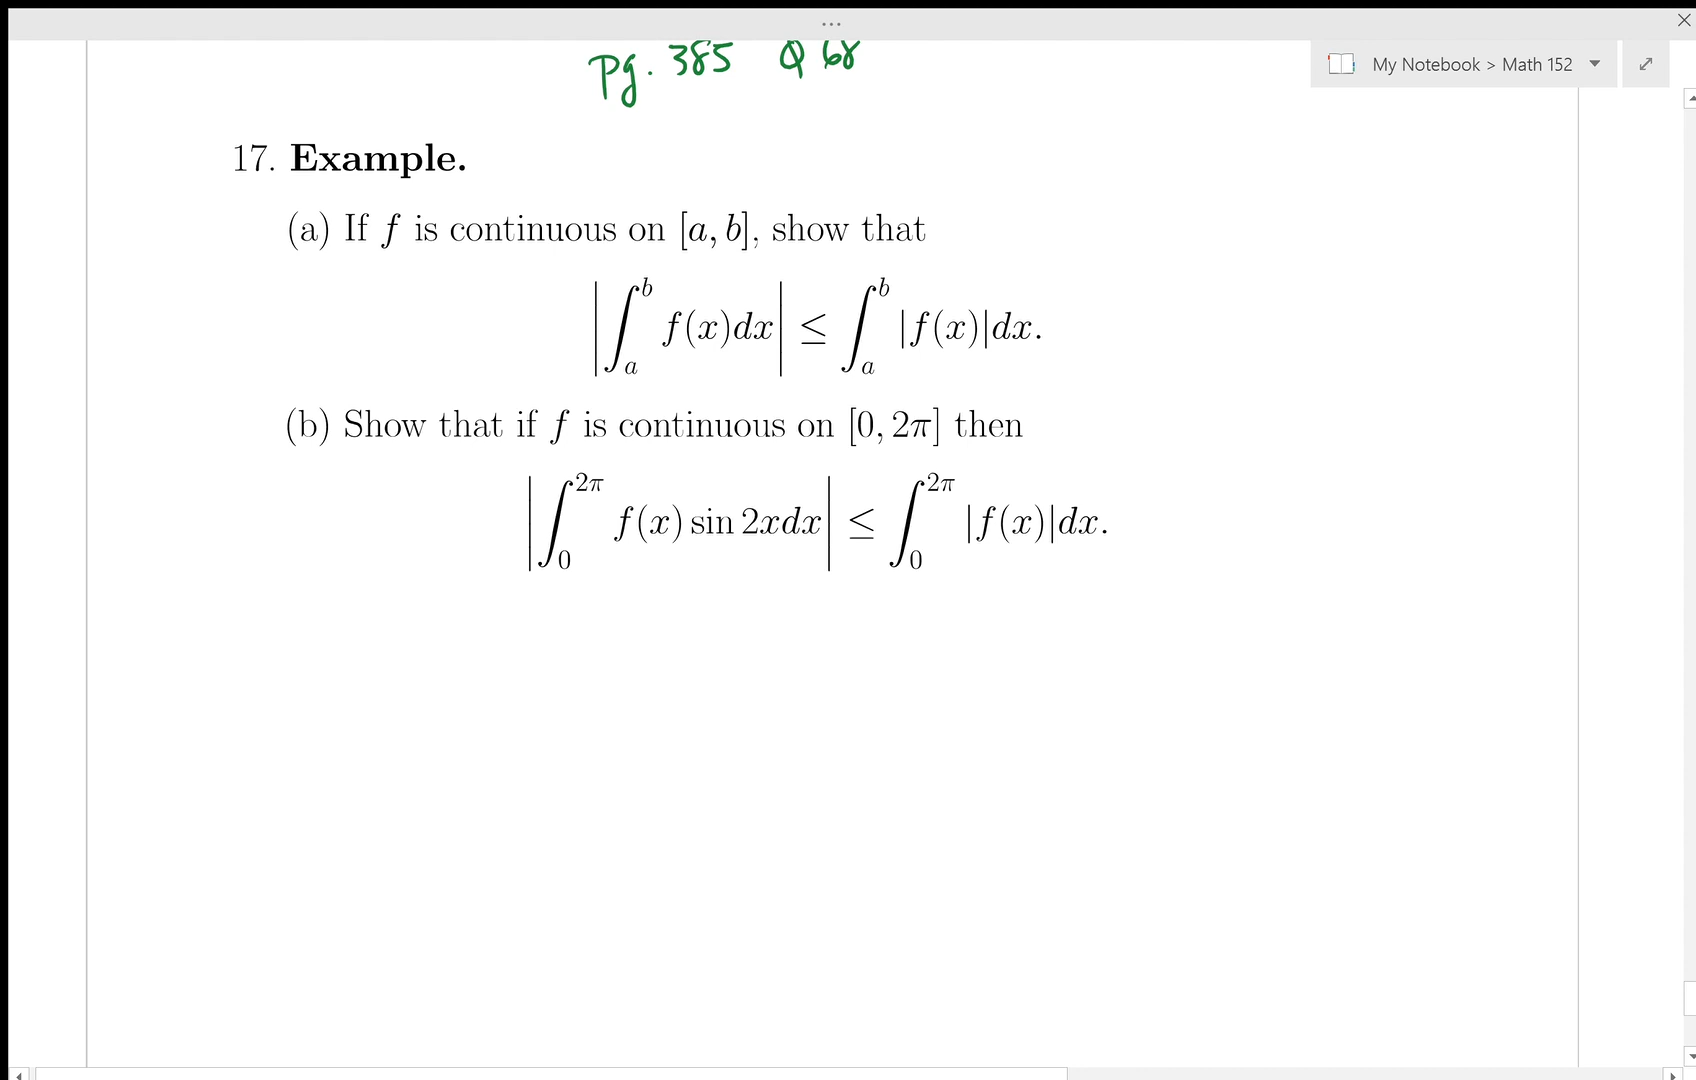 ...
pg. 385 Q 68
My Notebook > Math 152
17. Example.
(a) If f is continuous on [a, b], show that
|∫_a^b f(x)dx| ≤ ∫_a^b |f(x)|dx.
(b) Show that if f is continuous on [0, 2π] then
|∫_0^{2π} f(x) sin 2xdx| ≤ ∫_0^{2π} |f(x)|dx.